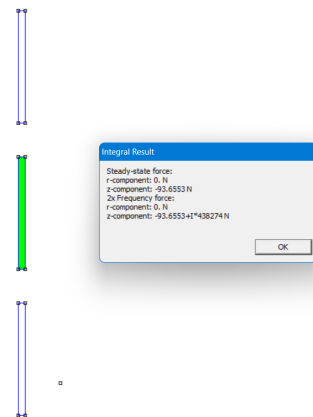 Integral Result
Steady-state force:
r-component: 0. N
z-component: -93.6553 N
2x Frequency force:
r-component: 0. N
z-component: -93.6553+I*438274 N
OK